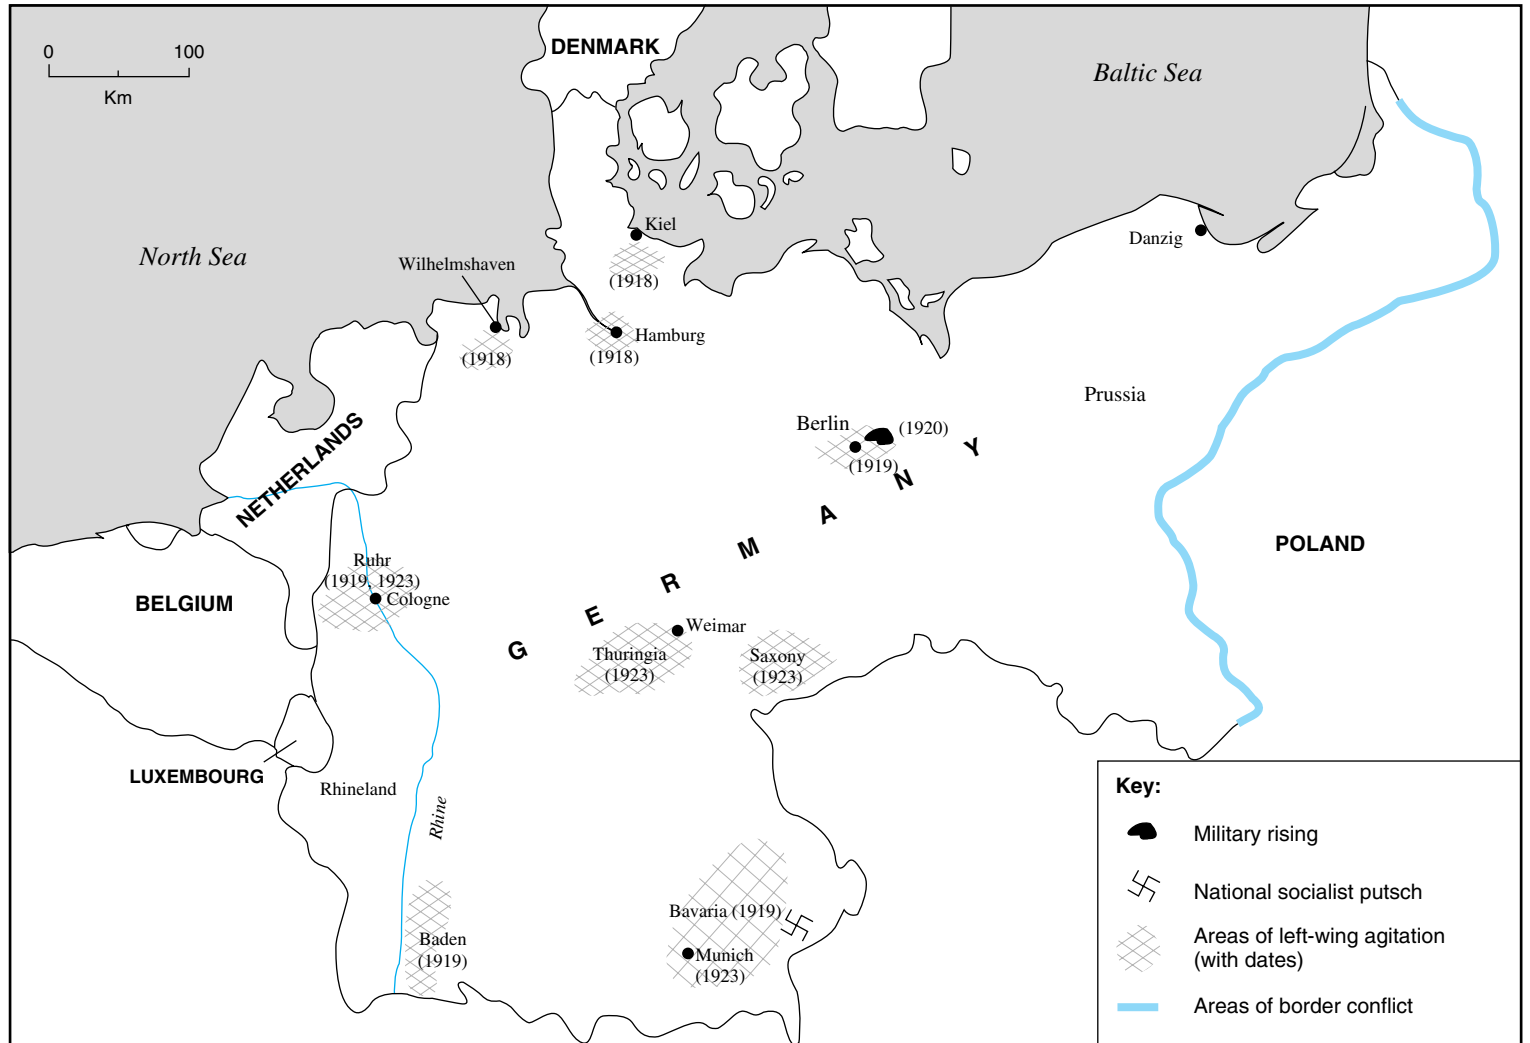 0 100
Km
DENMARK
Baltic Sea
North Sea
Kiel
(1918)
Wilhelmshaven
(1918)
Hamburg
(1918)
Danzig
Prussia
Berlin
(1920)
(1919)
NETHERLANDS
GERMANY
POLAND
BELGIUM
Ruhr
(1919, 1923)
Cologne
Weimar
Thuringia
(1923)
Saxony
(1923)
LUXEMBOURG
Rhineland
Rhine
Baden
(1919)
Bavaria (1919)
Munich
(1923)
Key:
Military rising
National socialist putsch
Areas of left-wing agitation
(with dates)
Areas of border conflict